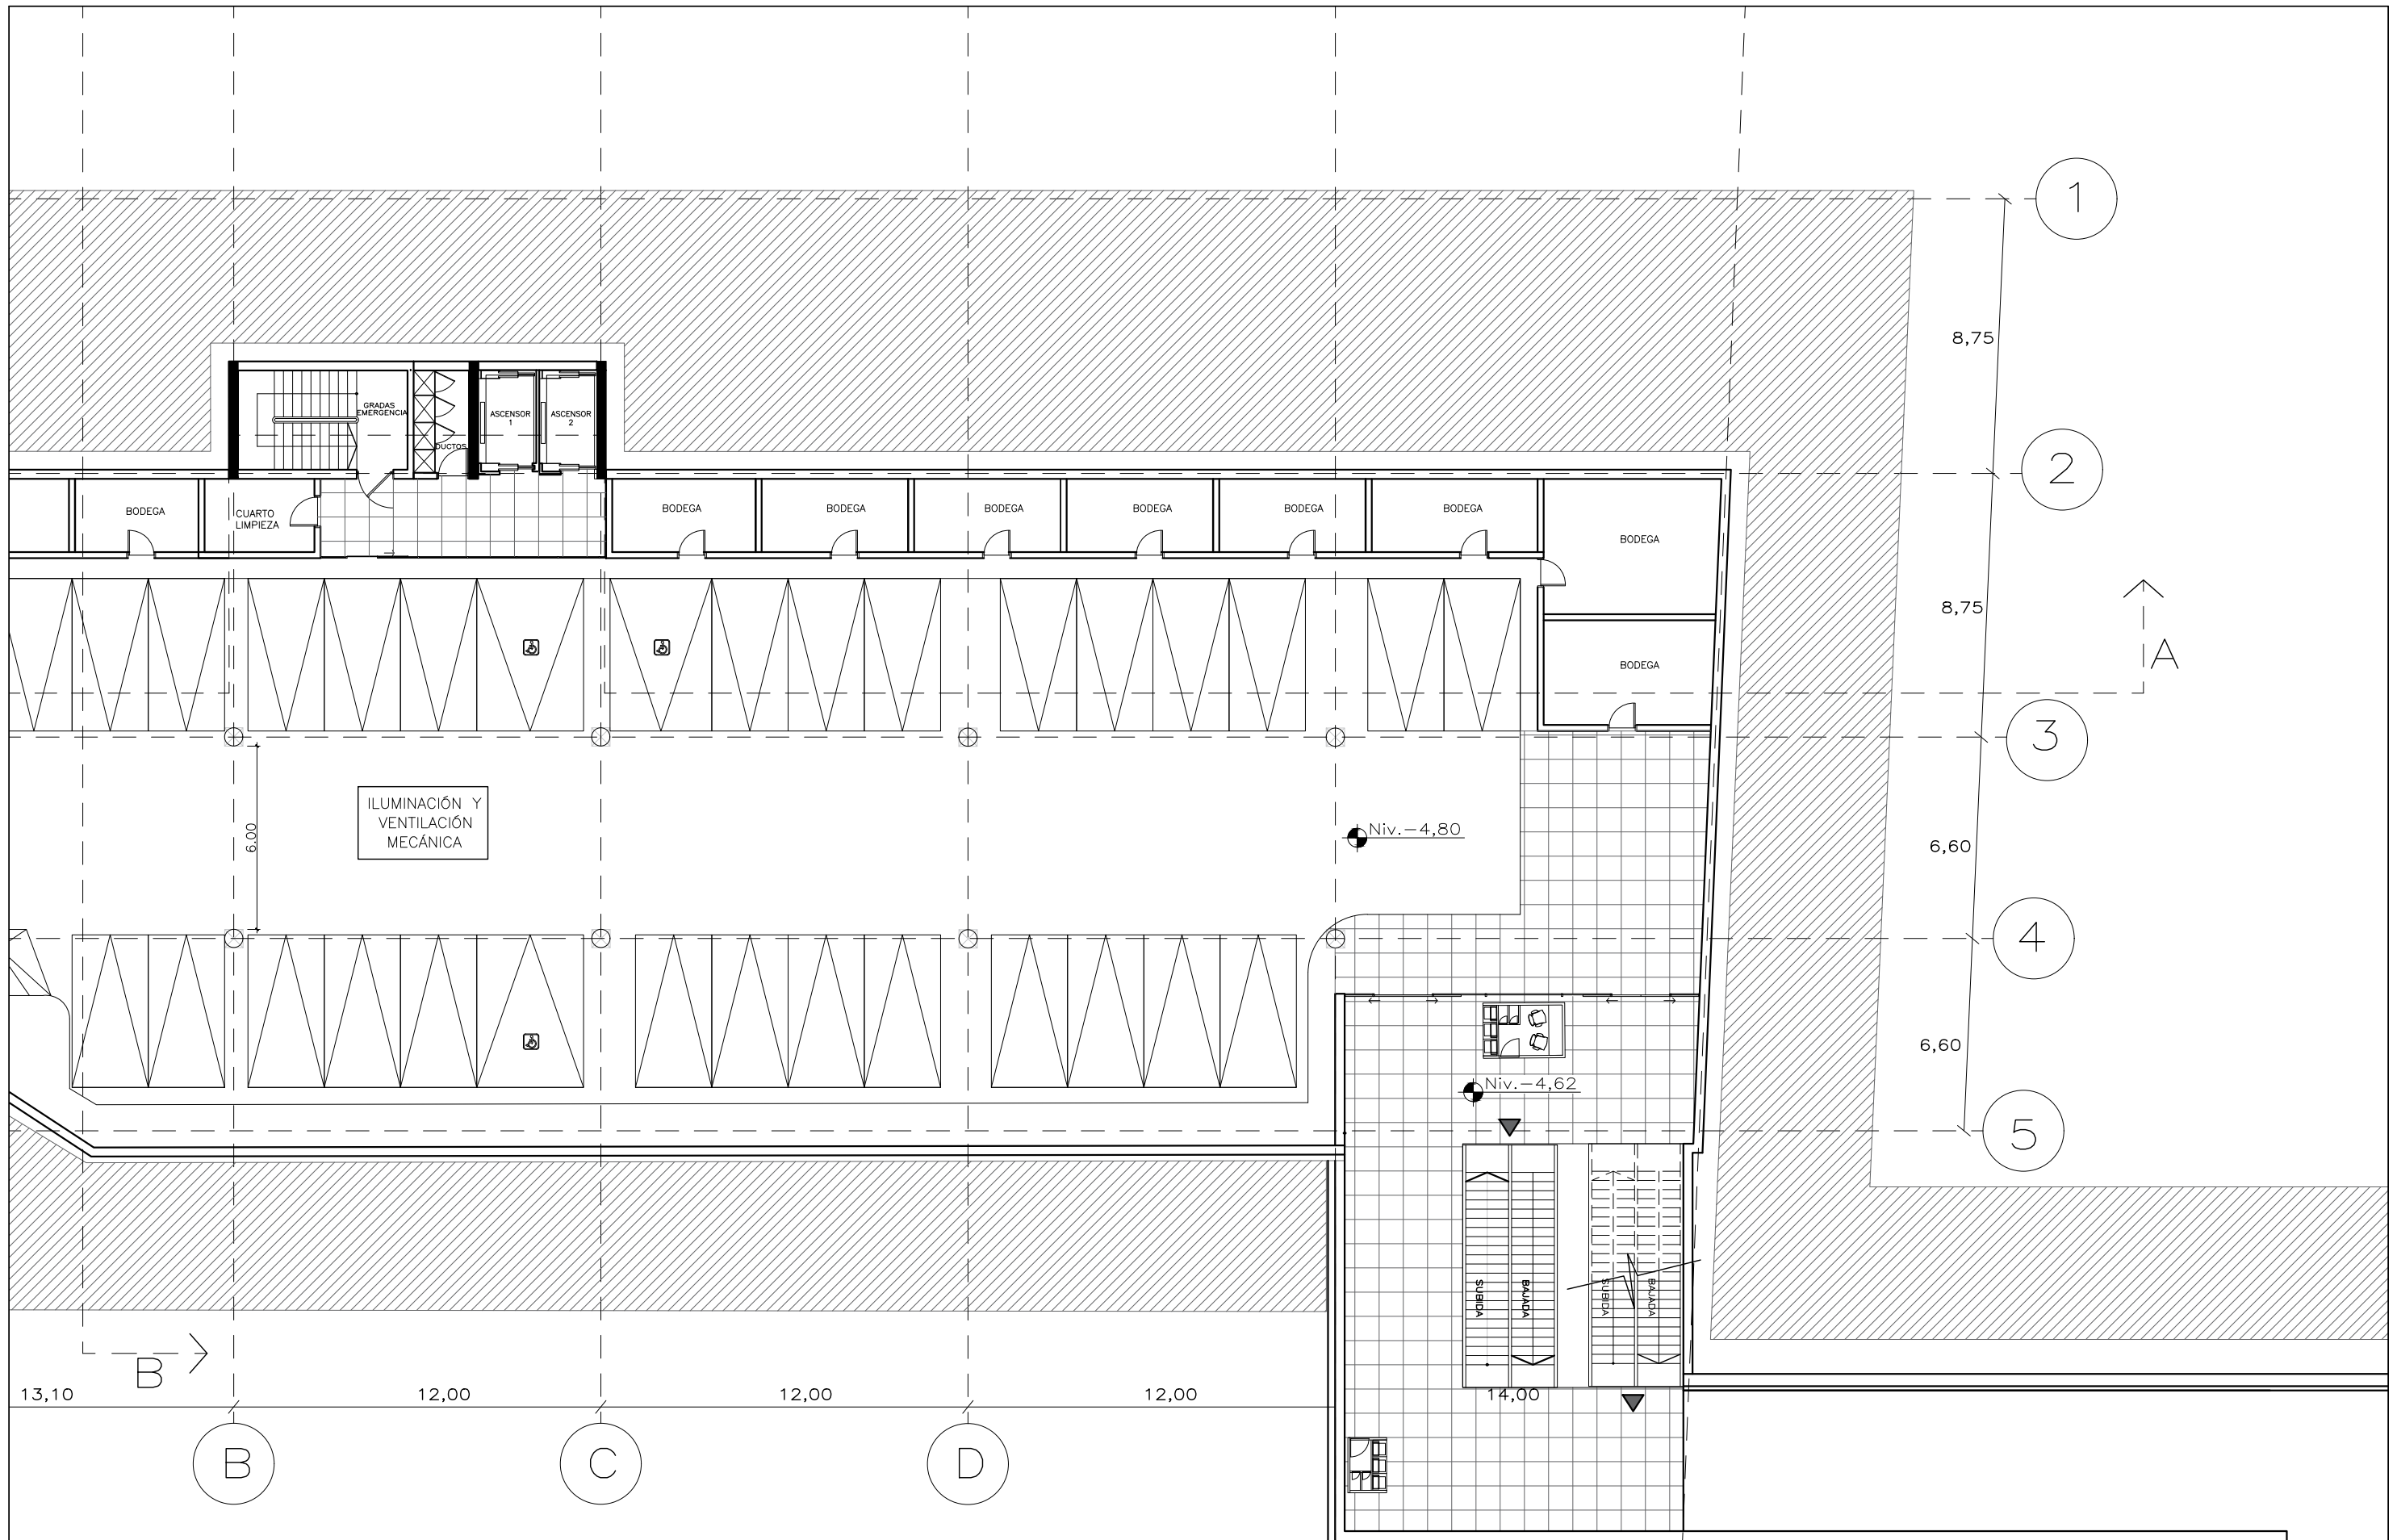 1
8,75
GRADAS
EMERGENCIA
DUCTOS
ASCENSOR
1
ASCENSOR
2
2
BODEGA
CUARTO
LIMPIEZA
BODEGA
BODEGA
BODEGA
BODEGA
BODEGA
BODEGA
BODEGA
8,75
A
BODEGA
3
6.00
ILUMINACIÓN Y
VENTILACIÓN
MECÁNICA
Niv.-4,80
6,60
4
6,60
Niv.-4,62
5
SUBIDA
BAJADA
SUBIDA
BAJADA
B
13,10
12,00
12,00
12,00
14,00
B
C
D